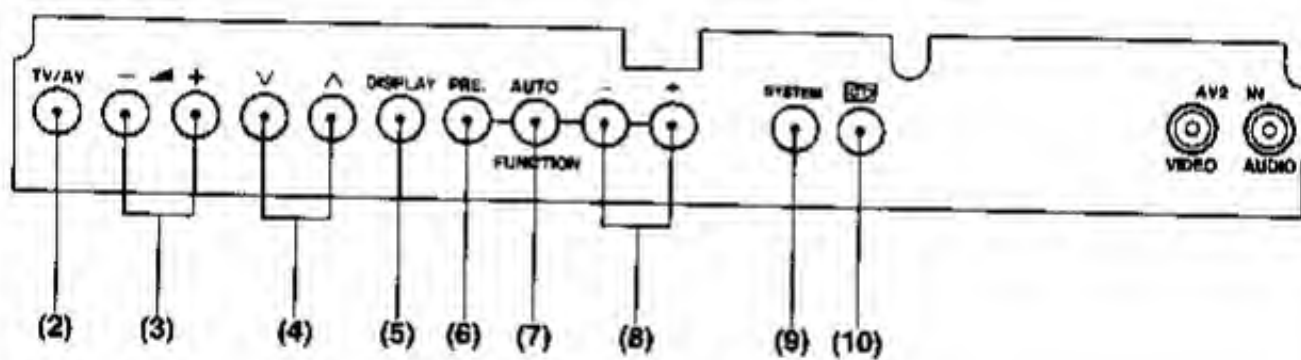 TV/AV − + ∨ ∧ DISPLAY PRE. AUTO − + SYSTEM AV2 IN
FUNCTION VIDEO AUDIO
(2) (3) (4) (5) (6) (7) (8) (9) (10)